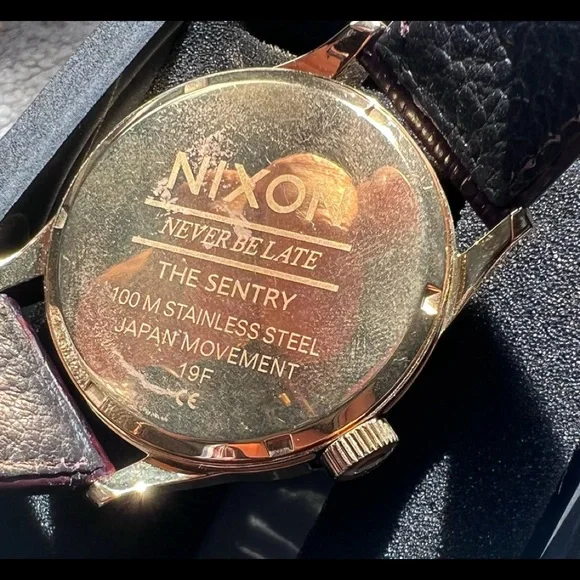 NIXON
NEVER BE LATE
THE SENTRY
100 M STAINLESS STEEL
JAPAN MOVEMENT
19F
CE